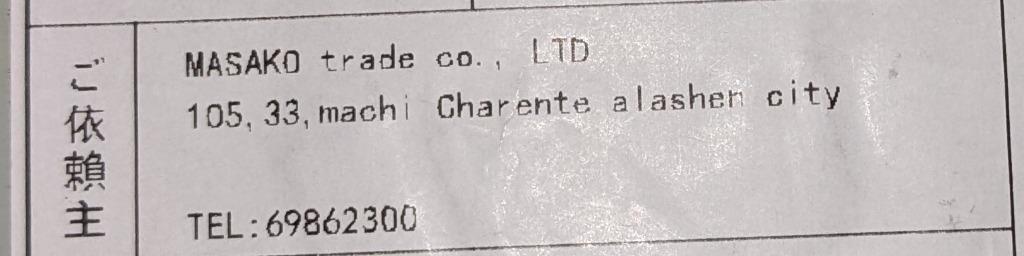 ご依頼主
MASAKO trade co., LTD
105, 33, machi Charente alashen city
TEL:69862300